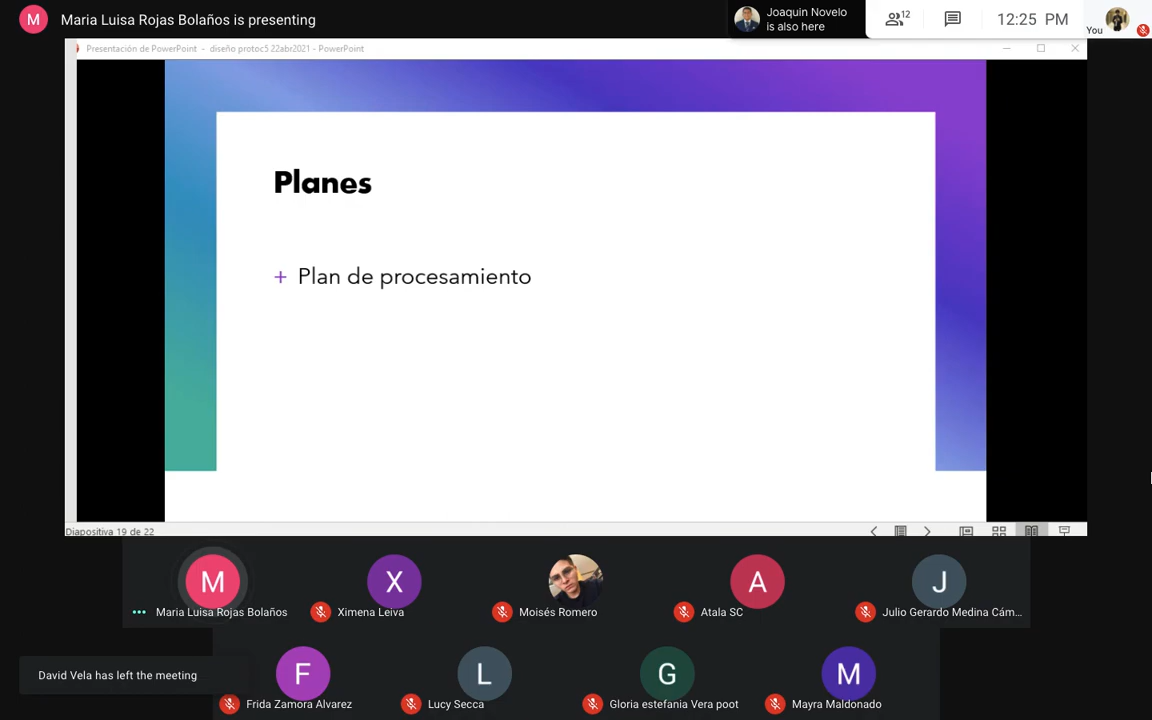 M
Maria Luisa Rojas Bolaños is presenting
Joaquin Novelo
is also here
12
12:25 PM
You
Presentación de PowerPoint - diseño protoc5 22abr2021 - PowerPoint
Planes
+ Plan de procesamiento
Diapositiva 19 de 22
M
X
A
J
Maria Luisa Rojas Bolaños
Ximena Leiva
Moisés Romero
Atala SC
Julio Gerardo Medina Cám...
David Vela has left the meeting
F
L
G
M
Frida Zamora Alvarez
Lucy Secca
Gloria estefania Vera poot
Mayra Maldonado